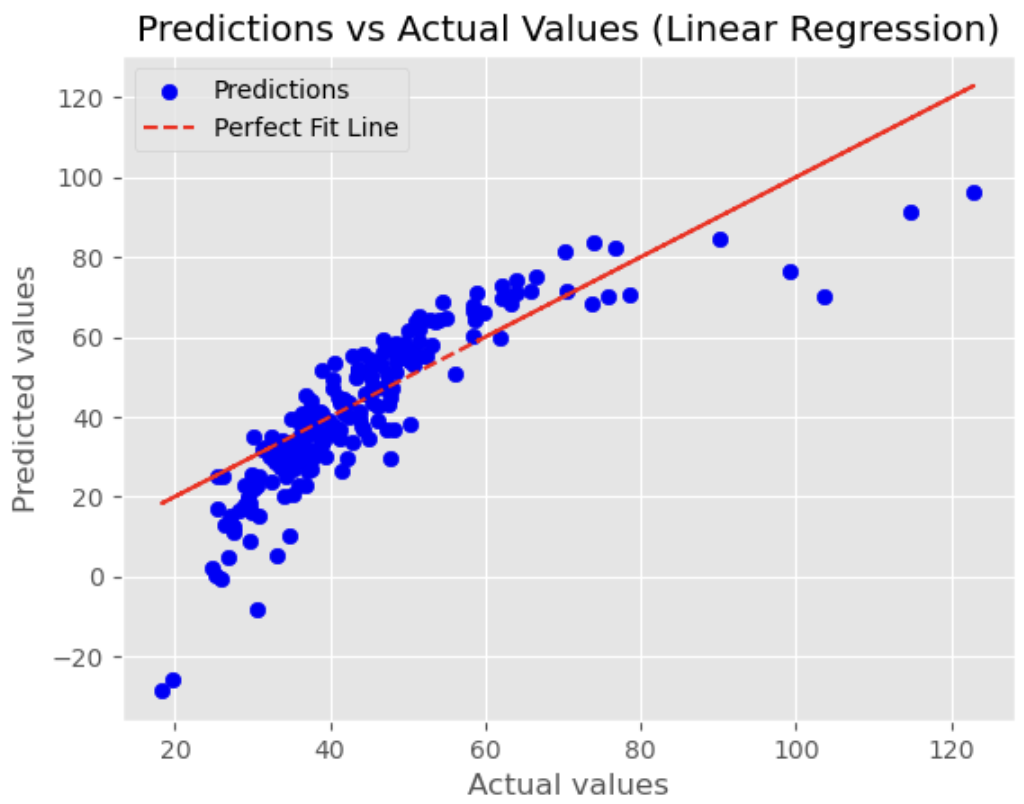 Predictions vs Actual Values (Linear Regression)
Predictions
Perfect Fit Line
120
100
80
60
40
20
0
−20
Predicted values
20 40 60 80 100 120
Actual values